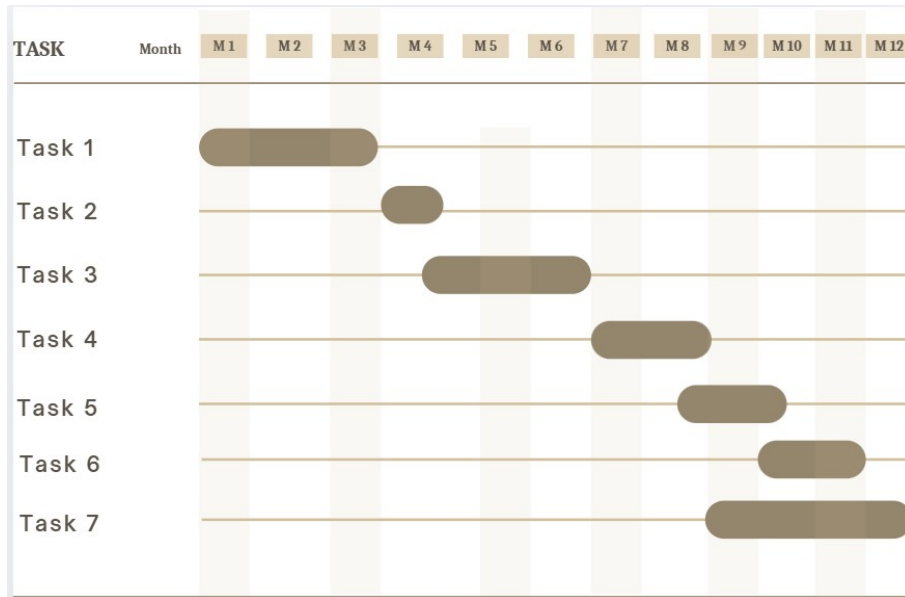 TASK Month M 1 M 2 M 3 M 4 M 5 M 6 M 7 M 8 M 9 M 10 M 11 M 12
Task 1
Task 2
Task 3
Task 4
Task 5
Task 6
Task 7